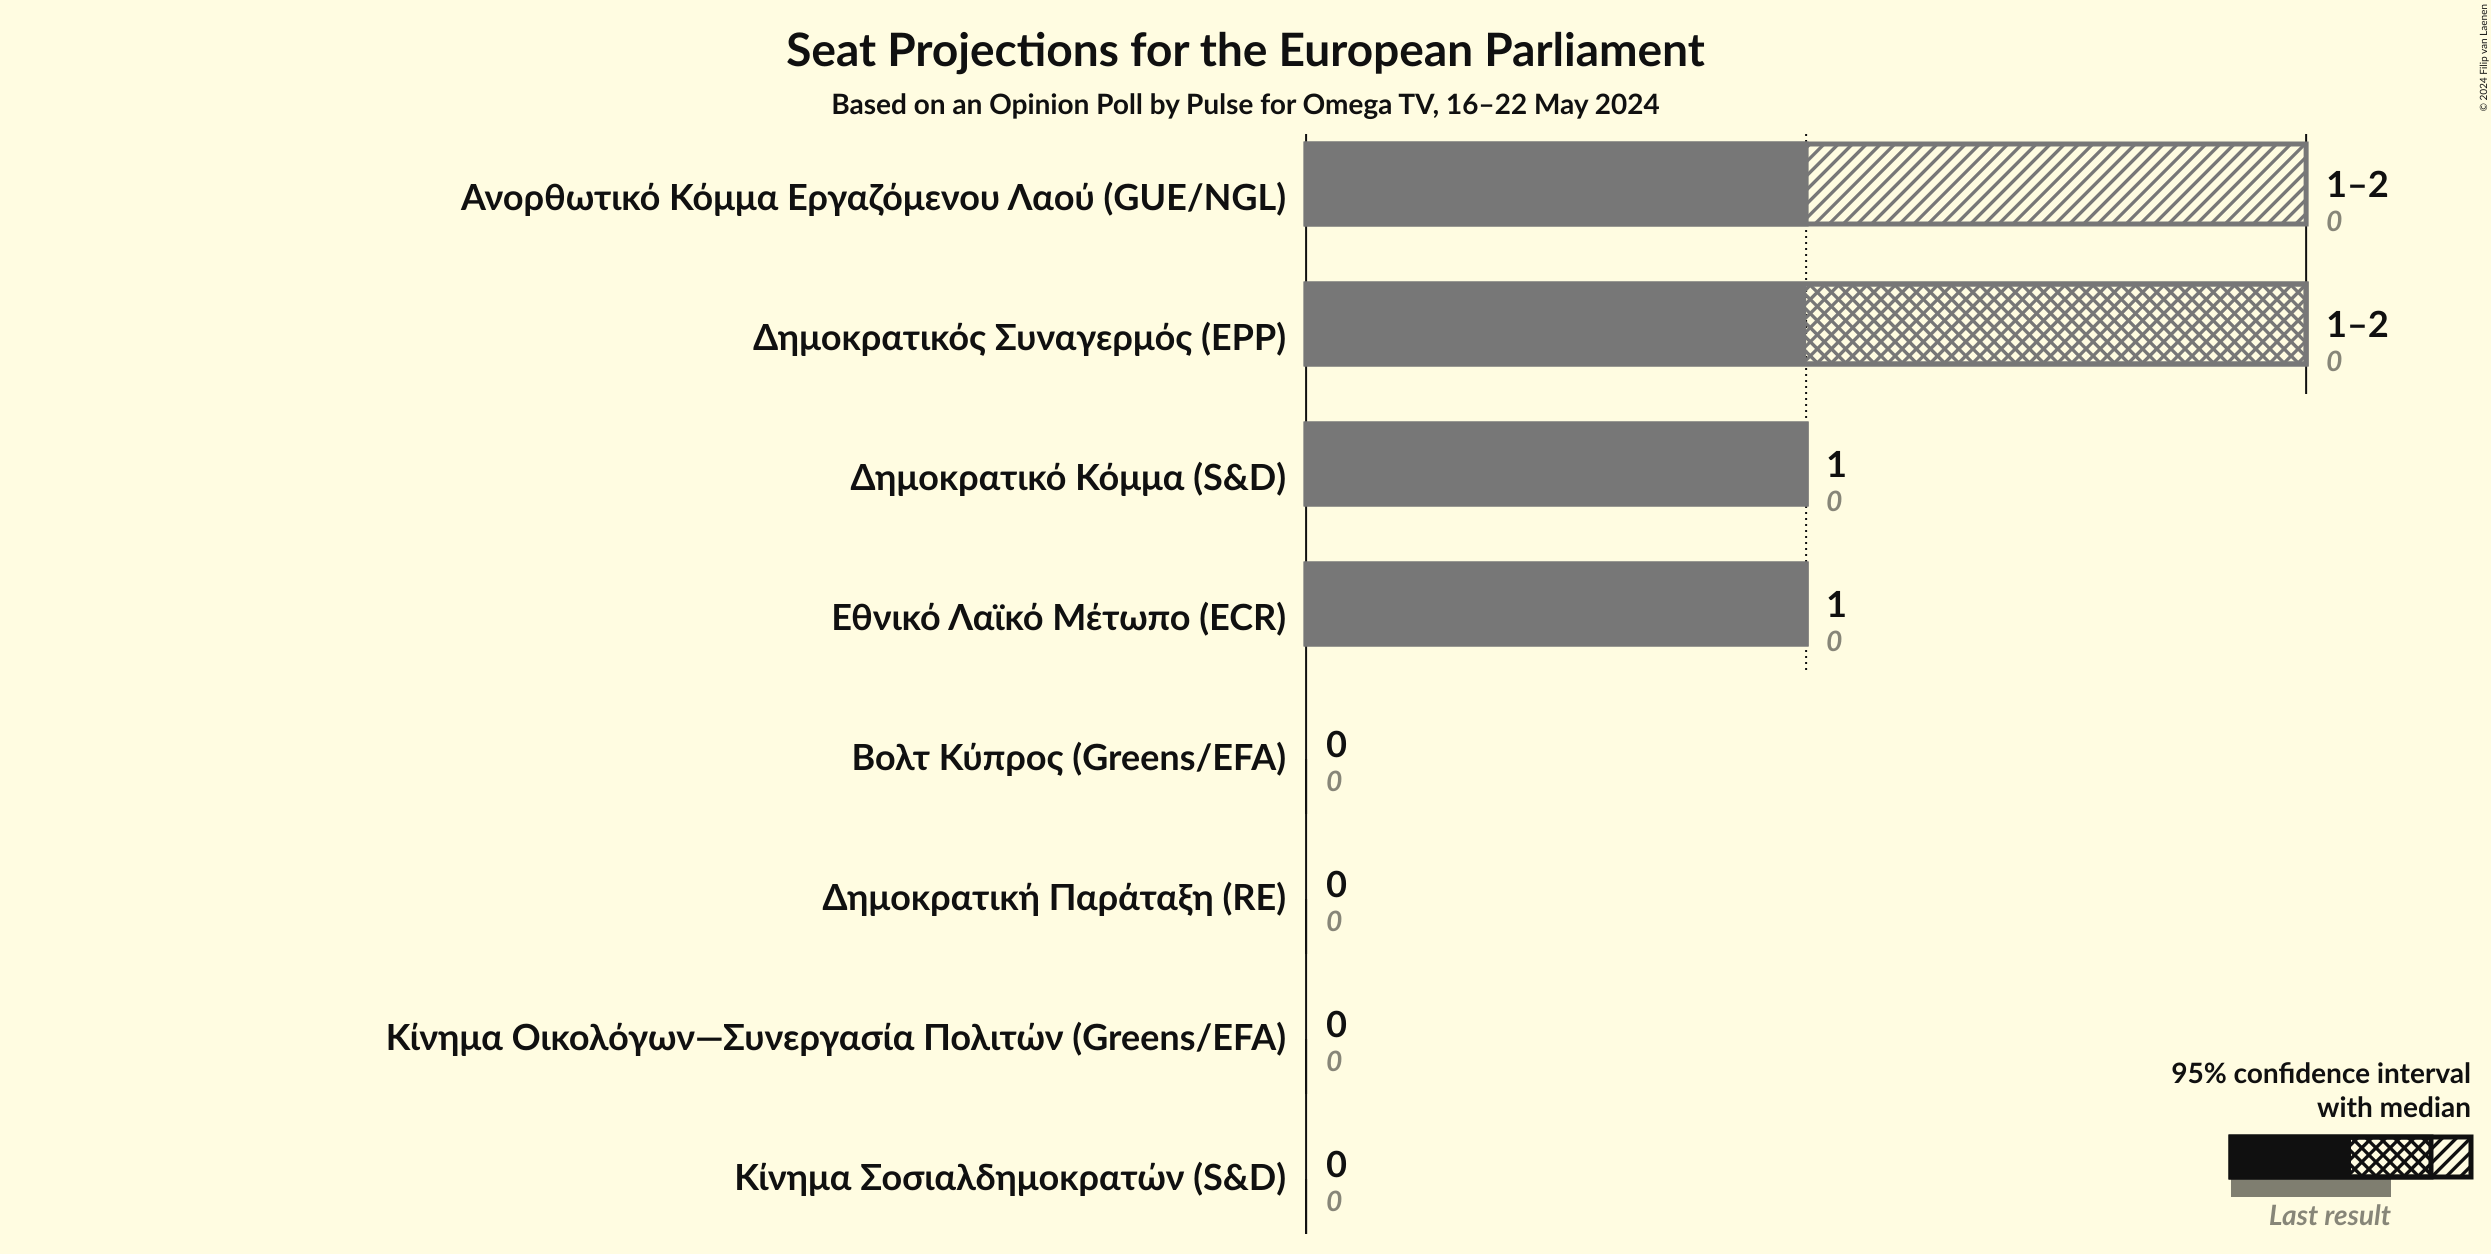 Seat Projections for the European Parliament
Based on an Opinion Poll by Pulse for Omega TV, 16–22 May 2024
© 2024 Filip van Laenen
Ανορθωτικό Κόμμα Εργαζόμενου Λαού (GUE/NGL)
1–2
0
Δημοκρατικός Συναγερμός (EPP)
1–2
0
Δημοκρατικό Κόμμα (S&D)
1
0
Εθνικό Λαϊκό Μέτωπο (ECR)
1
0
Βολτ Κύπρος (Greens/EFA)
0
0
Δημοκρατική Παράταξη (RE)
0
0
Κίνημα Οικολόγων—Συνεργασία Πολιτών (Greens/EFA)
0
0
Κίνημα Σοσιαλδημοκρατών (S&D)
0
0
95% confidence interval
with median
Last result